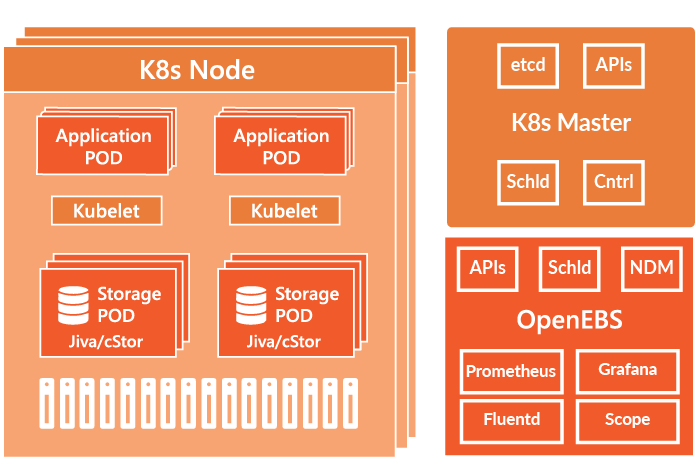 K8s Node
Application
POD
Application
POD
Kubelet
Kubelet
Storage
POD
Jiva/cStor
Storage
POD
Jiva/cStor
etcd
APIs
K8s Master
Schld
Cntrl
APIs
Schld
NDM
OpenEBS
Prometheus
Grafana
Fluentd
Scope